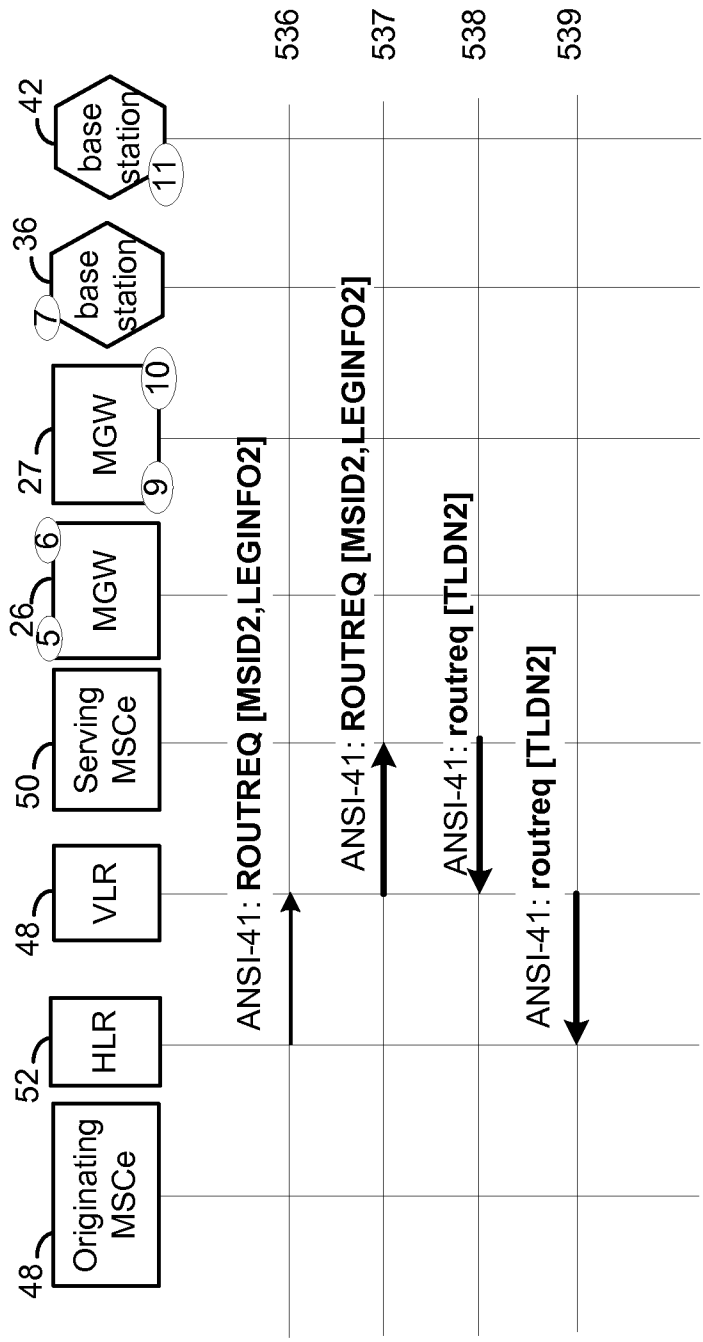 48
52
48
50
26
27
36
42
Originating
MSCe
HLR
VLR
Serving
MSCe
5
6
MGW
MGW
9
10
7
base
station
base
station
11
ANSI-41: ROUTREQ [MSID2,LEGINFO2]
536
ANSI-41: ROUTREQ [MSID2,LEGINFO2]
537
ANSI-41: routreq [TLDN2]
538
ANSI-41: routreq [TLDN2]
539